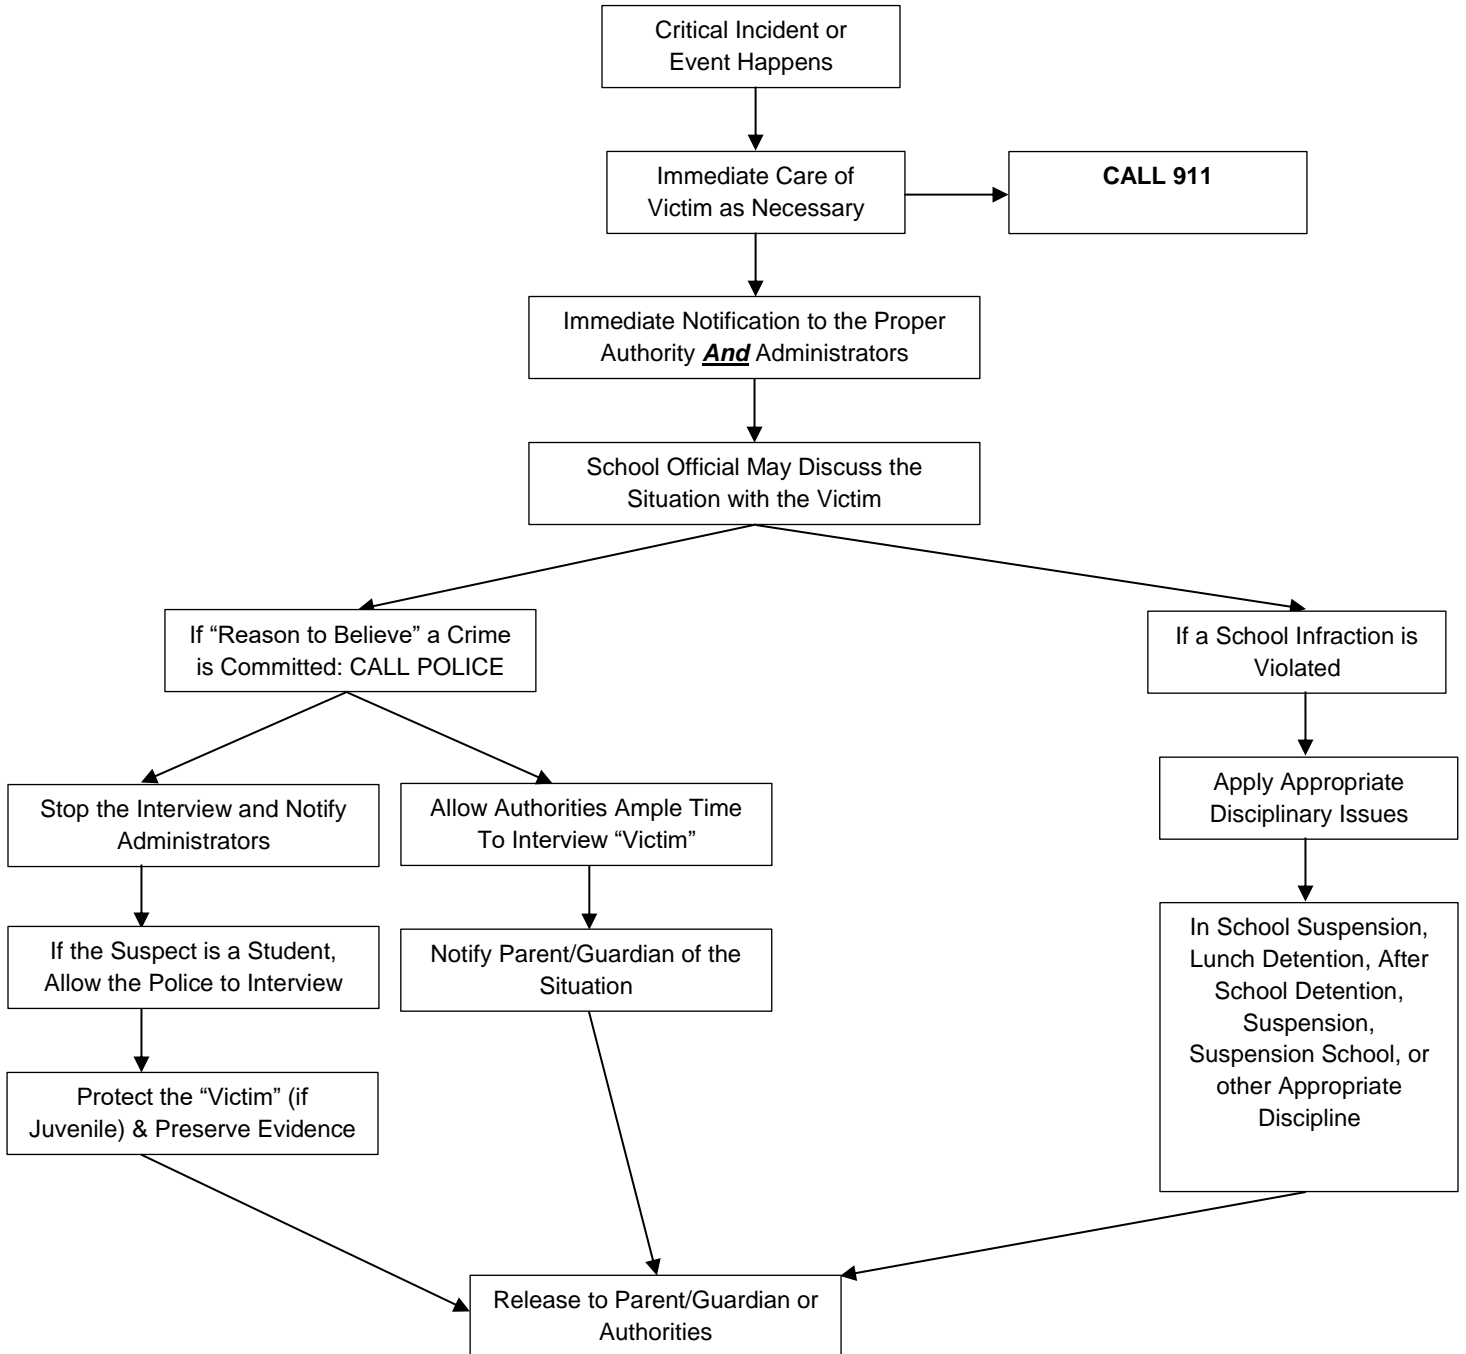 Critical Incident or
Event Happens
Immediate Care of
Victim as Necessary
CALL 911
Immediate Notification to the Proper
Authority And Administrators
School Official May Discuss the
Situation with the Victim
If “Reason to Believe” a Crime
is Committed: CALL POLICE
If a School Infraction is
Violated
Stop the Interview and Notify
Administrators
Allow Authorities Ample Time
To Interview “Victim”
Apply Appropriate
Disciplinary Issues
If the Suspect is a Student,
Allow the Police to Interview
Notify Parent/Guardian of the
Situation
In School Suspension,
Lunch Detention, After
School Detention,
Suspension,
Suspension School, or
other Appropriate
Discipline
Protect the “Victim” (if
Juvenile) & Preserve Evidence
Release to Parent/Guardian or
Authorities